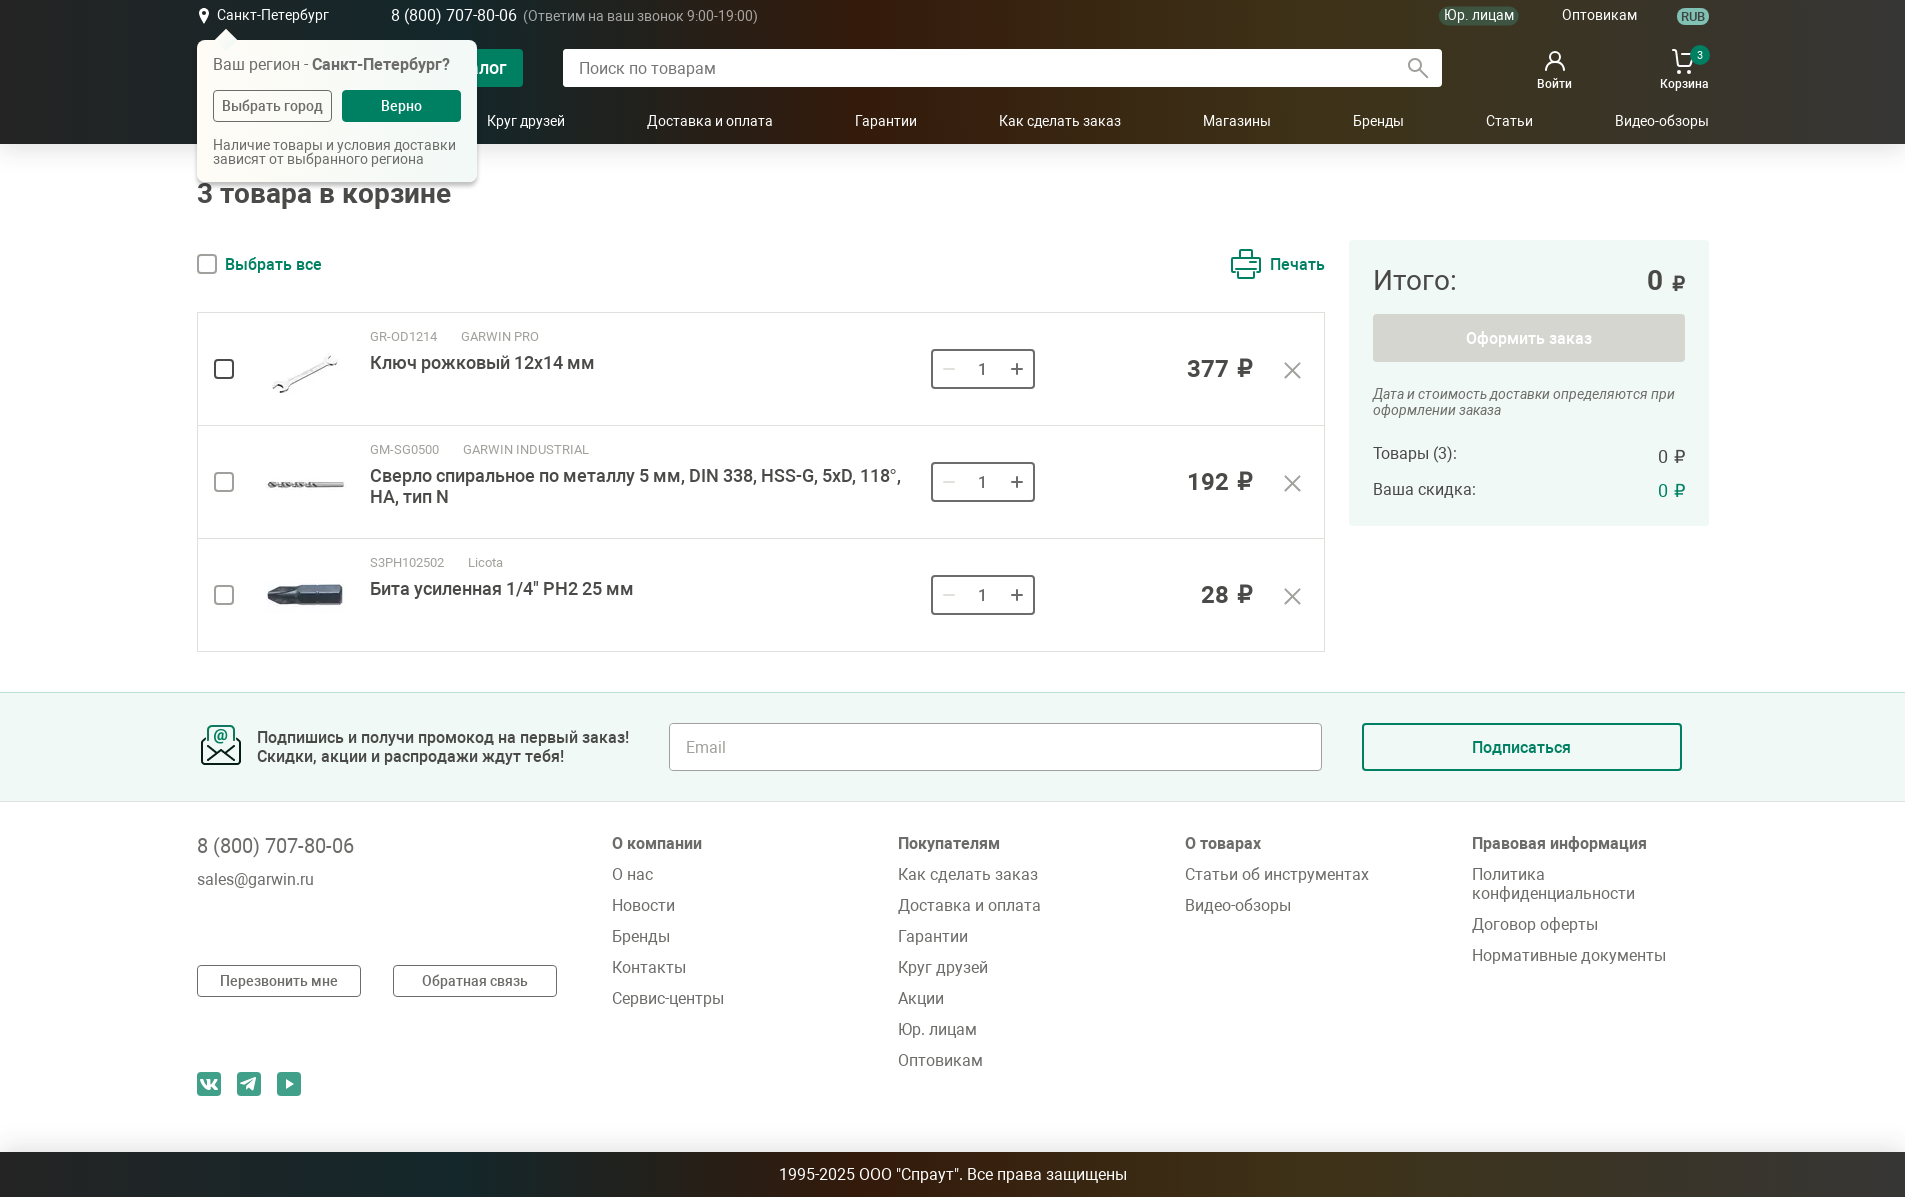 Санкт-Петербург
8 (800) 707-80-06 (Ответим на ваш звонок 9:00-19:00)
Юр. лицам
Оптовикам
RUB
Ваш регион - Санкт-Петербург?
Выбрать город
Верно
Наличие товары и условия доставки
зависят от выбранного региона
Поиск по товарам
Войти
3
Корзина
Круг друзей
Доставка и оплата
Гарантии
Как сделать заказ
Магазины
Бренды
Статьи
Видео-обзоры
3 товара в корзине
Выбрать все
Печать
GR-OD1214 GARWIN PRO
Ключ рожковый 12х14 мм
1
377 ₽
GM-SG0500 GARWIN INDUSTRIAL
Сверло спиральное по металлу 5 мм, DIN 338, HSS-G, 5xD, 118°,
HA, тип N
1
192 ₽
S3PH102502 Licota
Бита усиленная 1/4" PH2 25 мм
1
28 ₽
Итого: 0 ₽
Оформить заказ
Дата и стоимость доставки определяются при
оформлении заказа
Товары (3): 0 ₽
Ваша скидка: 0 ₽
Подпишись и получи промокод на первый заказ!
Скидки, акции и распродажи ждут тебя!
Email
Подписаться
8 (800) 707-80-06
sales@garwin.ru
Перезвонить мне
Обратная связь
О компании
О нас
Новости
Бренды
Контакты
Сервис-центры
Покупателям
Как сделать заказ
Доставка и оплата
Гарантии
Круг друзей
Акции
Юр. лицам
Оптовикам
О товарах
Статьи об инструментах
Видео-обзоры
Правовая информация
Политика
конфиденциальности
Договор оферты
Нормативные документы
1995-2025 ООО "Спраут". Все права защищены